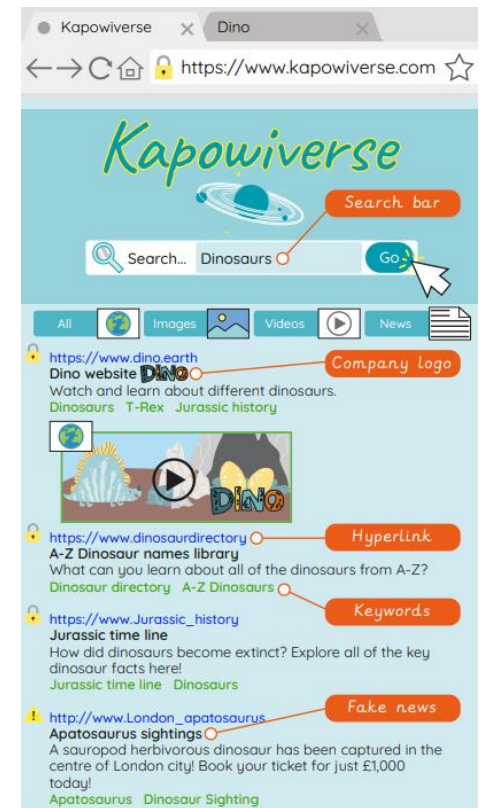 Kapowiverse
Dino
https://www.kapowiverse.com
Kapowiverse
Search bar
Search...
Dinosaurs
Go
All
Images
Videos
News
https://www.dino.earth
Company logo
Dino website DINO
Watch and learn about different dinosaurs.
Dinosaurs T-Rex Jurassic history
DINO
https://www.dinosaurdirectory
Hyperlink
A-Z Dinosaur names library
What can you learn about all of the dinosaurs from A-Z?
Dinosaur directory A-Z Dinosaurs
Keywords
https://www.Jurassic_history
Jurassic time line
How did dinosaurs become extinct? Explore all of the key
dinosaur facts here!
Jurassic time line Dinosaurs
Fake news
http://www.London_apatosaurus
Apatosaurus sightings
A sauropod herbivorous dinosaur has been captured in the
centre of London city! Book your ticket for just £1,000
today!
Apatosaurus Dinosaur Sighting